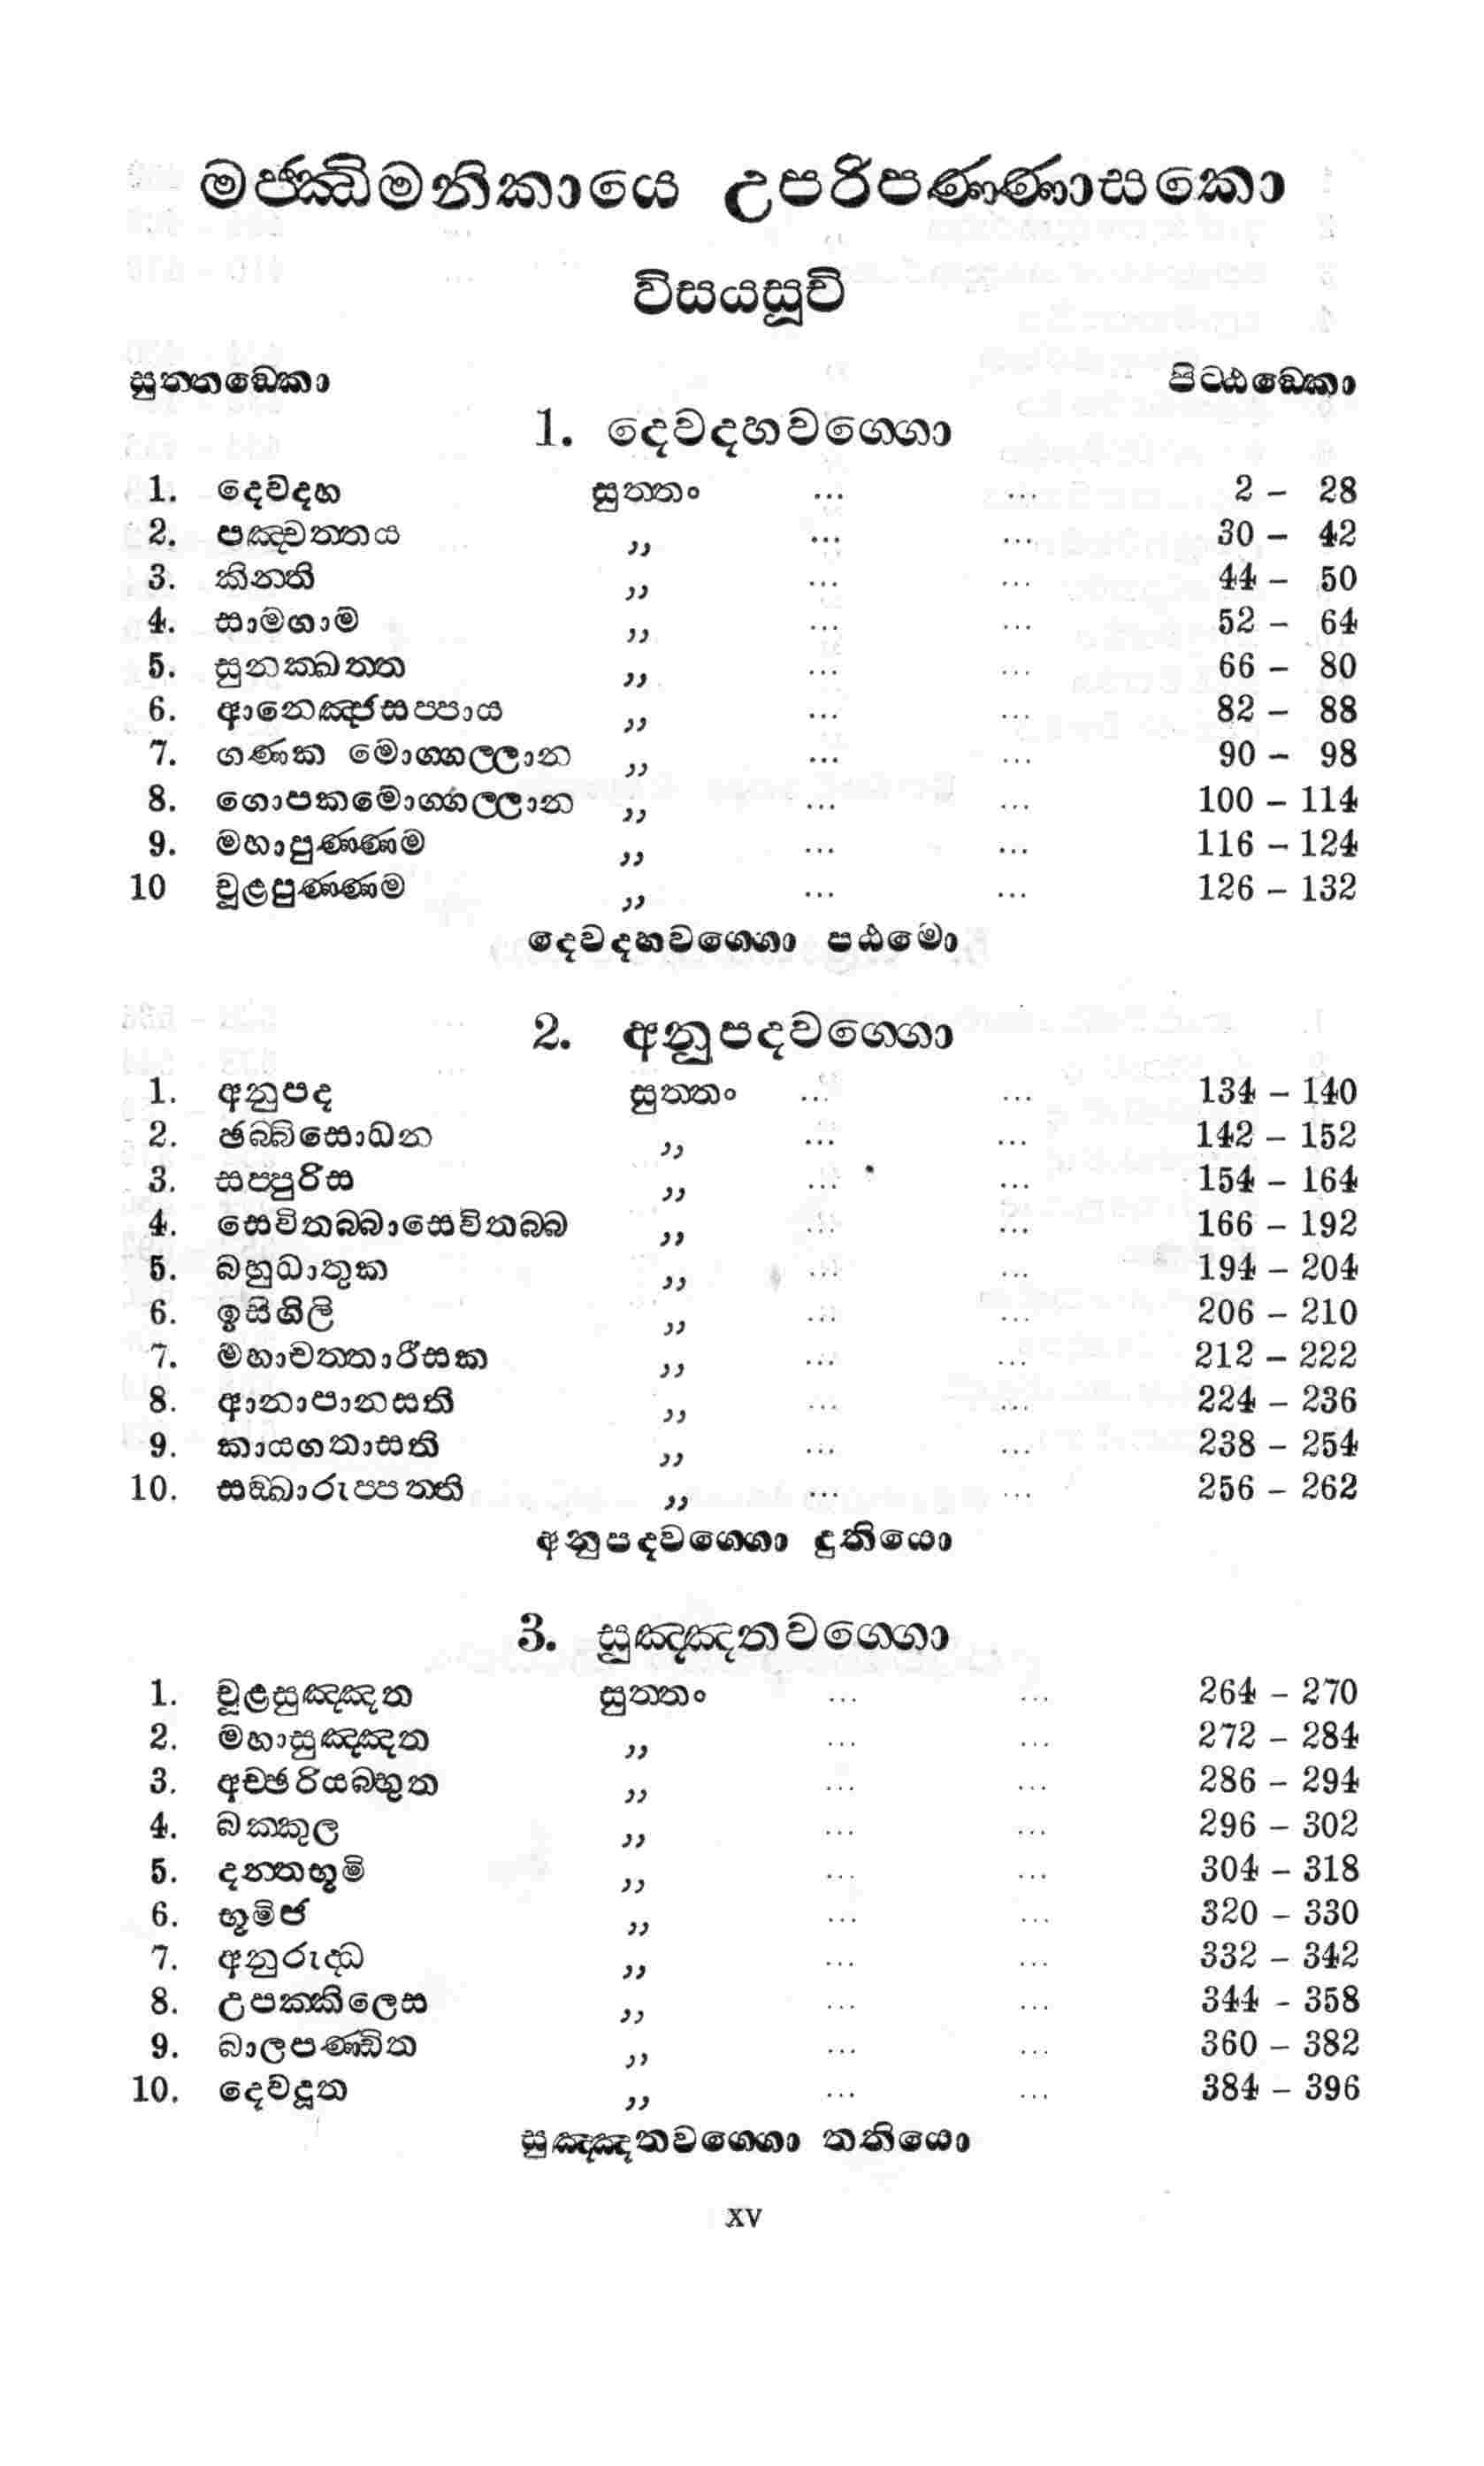 මජ්ඣිමනිකායෙ උපරිපණ්ණාසකො
විසයසූචි
සුත්තඞ්කො පිට්ඨඞ්කො
1. දෙවදහවග්ගො
1. දෙවදහ සුත්තං ... ... 2 – 28
2. පඤ්චත්තය ,, ... ... 30 – 42
3. කින්ති ,, ... ... 44 – 50
4. සාමගාම ,, ... ... 52 – 64
5. සුනක්ඛත්ත ,, ... ... 66 – 80
6. ආනෙඤ්ජසප්පාය ,, ... ... 82 – 88
7. ගණක මොග්ගල්ලාන ,, ... ... 90 – 98
8. ගොපකමොග්ගල්ලාන ,, ... ... 100 – 114
9. මහාපුණ්ණම ,, ... ... 116 – 124
10 චූළපුණ්ණම ,, ... ... 126 – 132
දෙවදහවග්ගො පඨමො
2. අනුපදවග්ගො
1. අනුපද සුත්තං ... ... 134 – 140
2. ඡබ්බිසොධන ,, ... ... 142 – 152
3. සප්පුරිස ,, ... ... 154 – 164
4. සෙවිතබ්බාසෙවිතබ්බ ,, ... ... 166 – 192
5. බහුධාතුක ,, ... ... 194 – 204
6. ඉසිගිලි ,, ... ... 206 – 210
7. මහාචත්තාරීසක ,, ... ... 212 – 222
8. ආනාපානසති ,, ... ... 224 – 236
9. කායගතාසති ,, ... ... 238 – 254
10. සඞ්ඛාරුප්පත්ති ,, ... ... 256 – 262
අනුපදවග්ගො දුතියො
3. සුඤ්ඤතවග්ගො
1. චූළසුඤ්ඤත සුත්තං ... ... 264 – 270
2. මහාසුඤ්ඤත ,, ... ... 272 – 284
3. අච්ඡරියබ්භුත ,, ... ... 286 – 294
4. බක්කුල ,, ... ... 296 – 302
5. දන්තභූමි ,, ... ... 304 – 318
6. භූමිජ ,, ... ... 320 – 330
7. අනුරුද්ධ ,, ... ... 332 – 342
8. උපක්කිලෙස ,, ... ... 344 - 358
9. බාලපණ්ඩිත ,, ... ... 360 – 382
10. දෙවදූත ,, ... ... 384 – 396
සුඤ්ඤතවග්ගො තතියො
xv